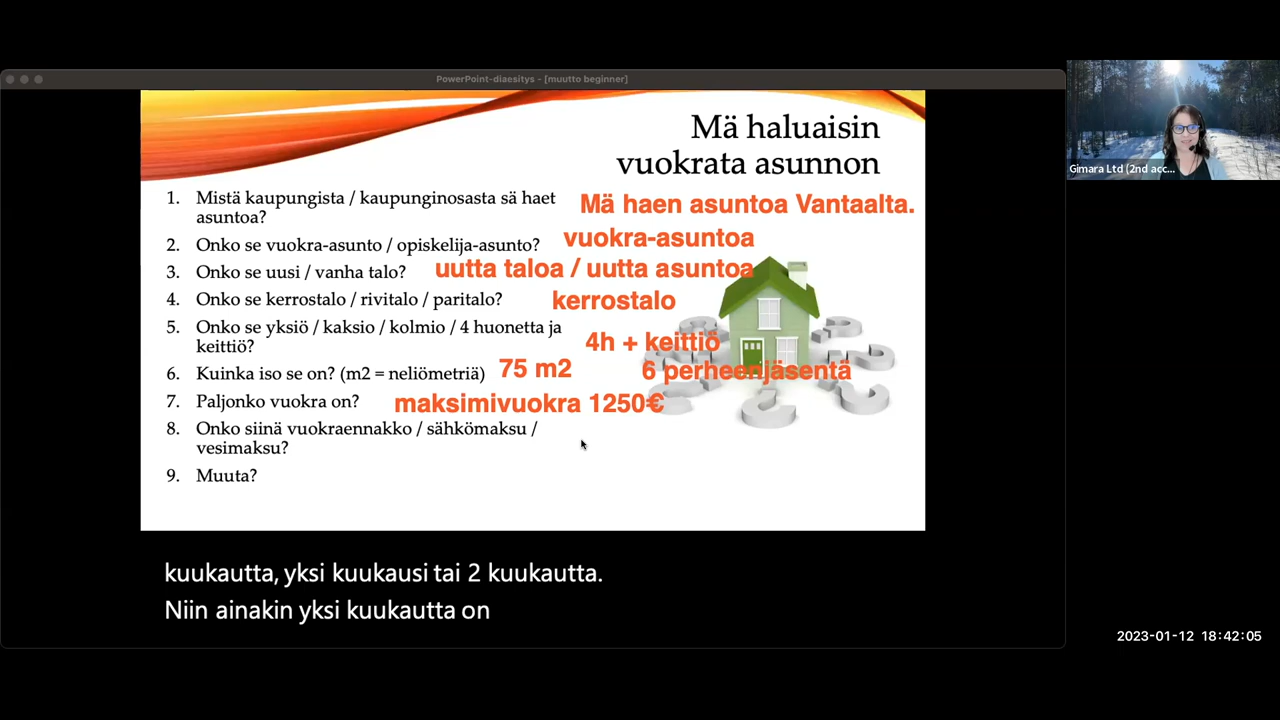 PowerPoint-diaesitys - [muutto beginner]
Mä haluaisin
vuokrata asunnon
1. Mistä kaupungista / kaupunginosasta sä haet
asuntoa?
Mä haen asuntoa Vantaalta.
2. Onko se vuokra-asunto / opiskelija-asunto?
vuokra-asuntoa
3. Onko se uusi / vanha talo?
uutta taloa / uutta asuntoa
4. Onko se kerrostalo / rivitalo / paritalo?
kerrostalo
5. Onko se yksiö / kaksio / kolmio / 4 huonetta ja
keittiö?
4h + keittiö
6. Kuinka iso se on? (m2 = neliömetriä)
75 m2
6 perheenjäsentä
7. Paljonko vuokra on?
maksimivuokra 1250€
8. Onko siinä vuokraennakko / sähkömaksu /
vesimaksu?
9. Muuta?
kuukautta, yksi kuukausi tai 2 kuukautta.
Niin ainakin yksi kuukautta on
Gimara Ltd (2nd acc...
2023-01-12 18:42:05